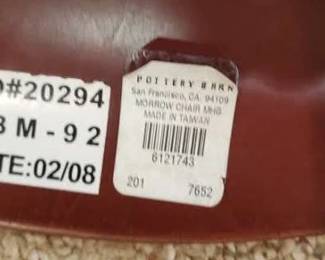 #20294
M-92
TE:02/08
POTTERY BARN
San Francisco, CA. 94109
MORROW CHAIR MHG
MADE IN TAIWAN
6121743
201 7652